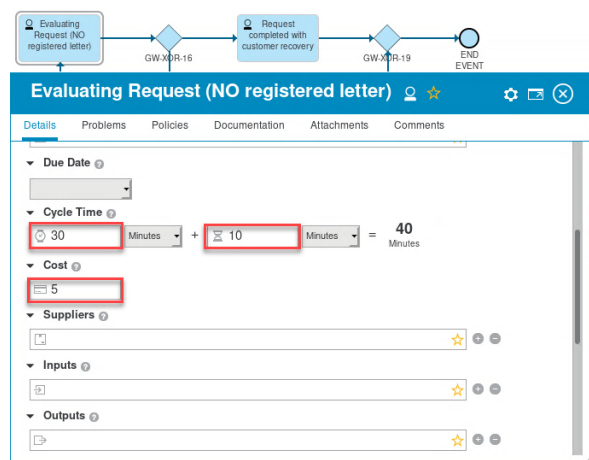 Evaluating
Request (NO
registered letter)
GW-XOR-16
Request
completed with
customer recovery
GW-XOR-19
END
EVENT
Evaluating Request (NO registered letter)
Details Problems Policies Documentation Attachments Comments
Due Date
Cycle Time
30 Minutes + 10 Minutes = 40
Minutes
Cost
5
Suppliers
Inputs
Outputs